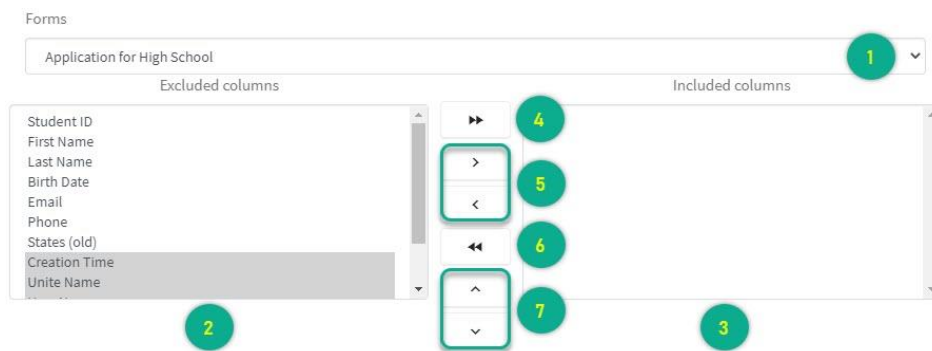 Forms
Application for High School
1
Excluded columns
Included columns
Student ID
First Name
Last Name
Birth Date
Email
Phone
States (old)
Creation Time
Unite Name
4
5
6
7
2
3